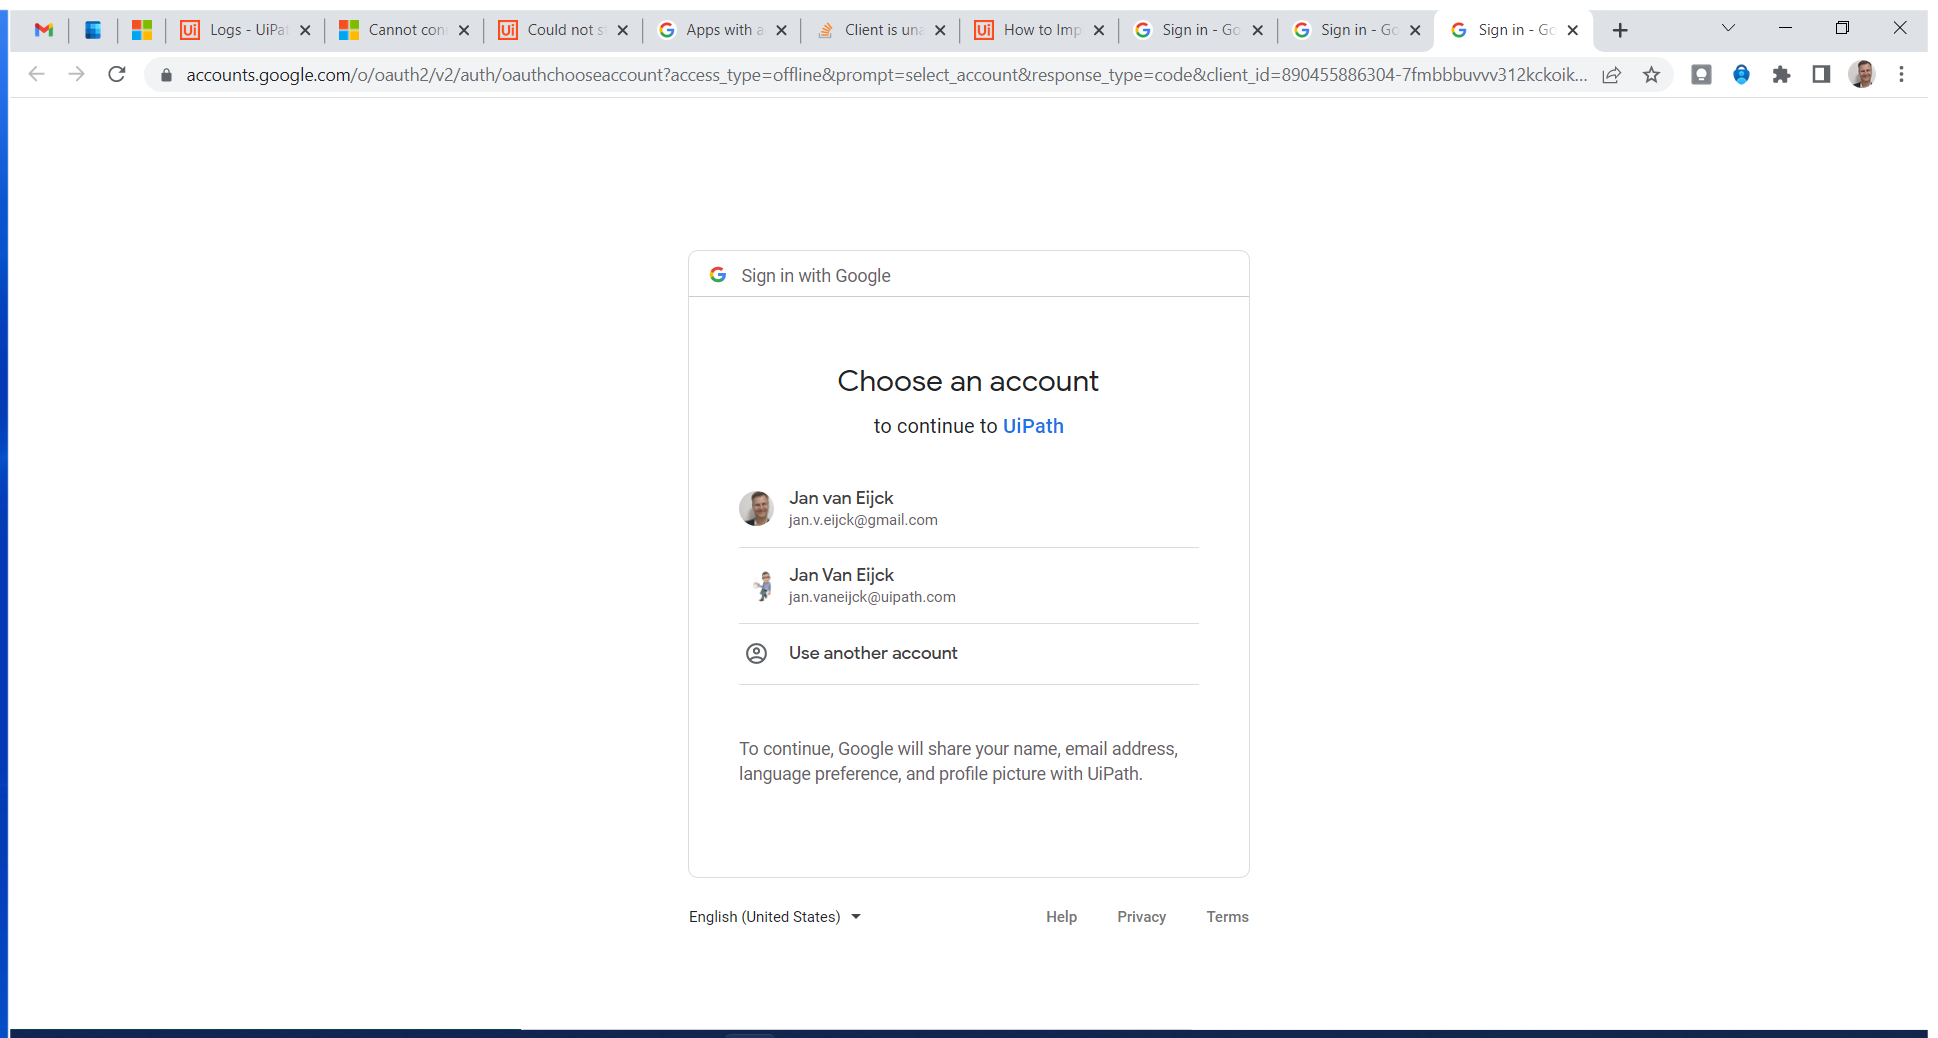 Logs - UiPa
Cannot con
Could not s
Apps with a
Client is una
How to Imp
Sign in - Go
Sign in - Go
Sign in - Go
accounts.google.com/o/oauth2/v2/auth/oauthchooseaccount?access_type=offline&prompt=select_account&response_type=code&client_id=890455886304-7fmbbbuvvv312kckoik...
Sign in with Google
Choose an account
to continue to UiPath
Jan van Eijck
jan.v.eijck@gmail.com
Jan Van Eijck
jan.vaneijck@uipath.com
Use another account
To continue, Google will share your name, email address,
language preference, and profile picture with UiPath.
English (United States)
Help
Privacy
Terms